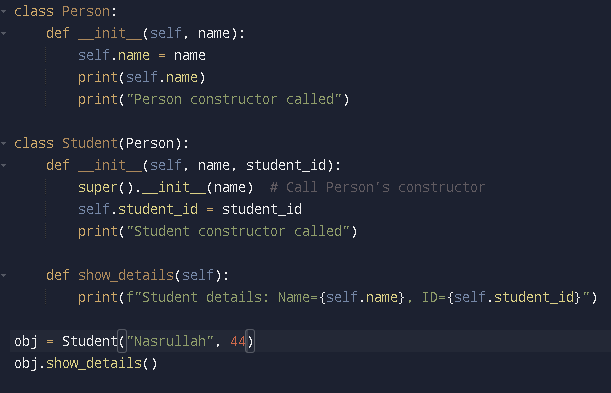 class Person:
    def __init__(self, name):
        self.name = name
        print(self.name)
        print("Person constructor called")

class Student(Person):
    def __init__(self, name, student_id):
        super().__init__(name)  # Call Person's constructor
        self.student_id = student_id
        print("Student constructor called")

    def show_details(self):
        print(f"Student details: Name={self.name}, ID={self.student_id}")

obj = Student("Nasrullah", 44)
obj.show_details()